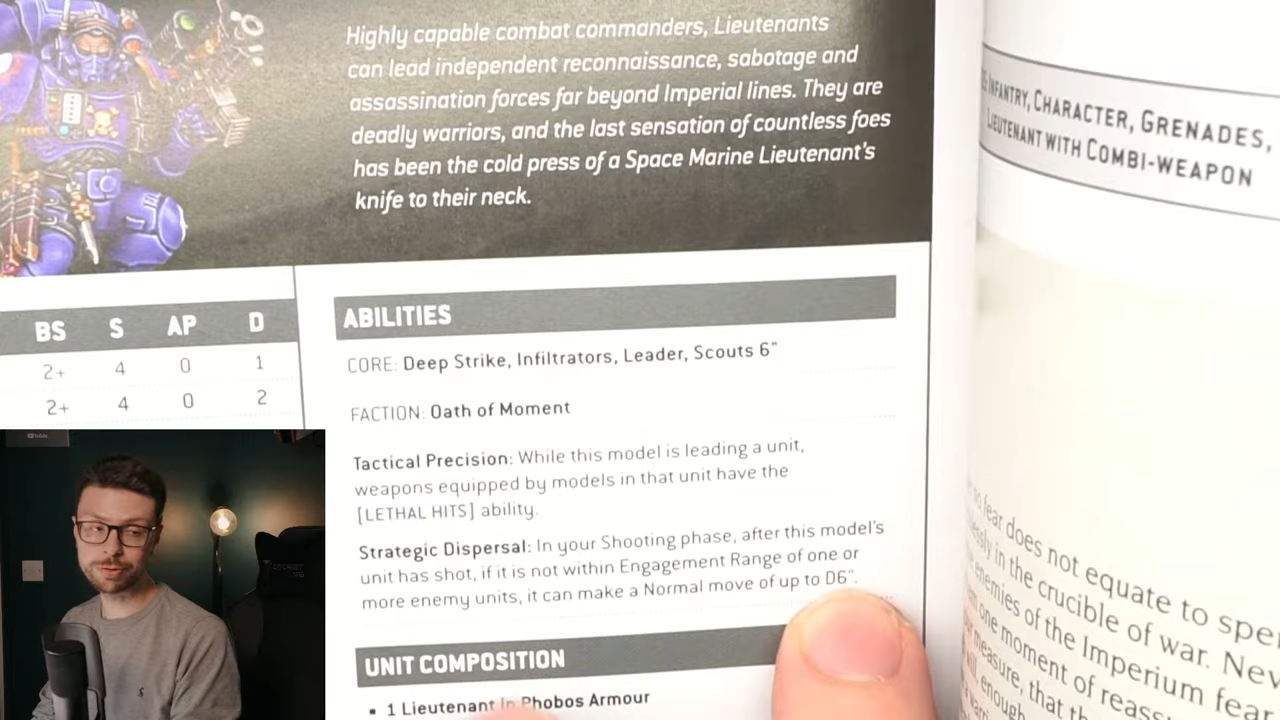 Highly capable combat commanders, Lieutenants
can lead independent reconnaissance, sabotage and
assassination forces far beyond Imperial lines. They are
deadly warriors, and the last sensation of countless foes
has been the cold press of a Space Marine Lieutenant's
knife to their neck.
BS S AP D
2+ 4 0 1
2+ 4 0 2
ABILITIES
CORE: Deep Strike, Infiltrators, Leader, Scouts 6"
FACTION: Oath of Moment
Tactical Precision: While this model is leading a unit,
weapons equipped by models in that unit have the
[LETHAL HITS] ability.
Strategic Dispersal: In your Shooting phase, after this model's
unit has shot, if it is not within Engagement Range of one or
more enemy units, it can make a Normal move of up to D6".
UNIT COMPOSITION
▪ 1 Lieutenant in Phobos Armour
INFANTRY, CHARACTER, GRENADES,
LIEUTENANT WITH COMBI-WEAPON
fear does not equate to
in the crucible of war.
enemies of the Imperium fear
one moment of
measure, that
enough
YouTube